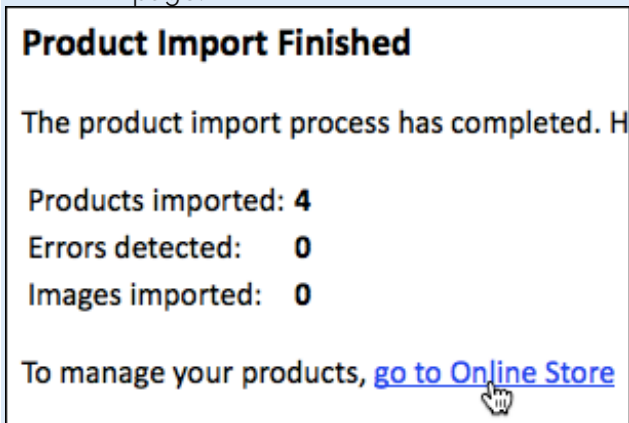 Product Import Finished
The product import process has completed. H
Products imported: 4
Errors detected: 0
Images imported: 0
To manage your products, go to Online Store